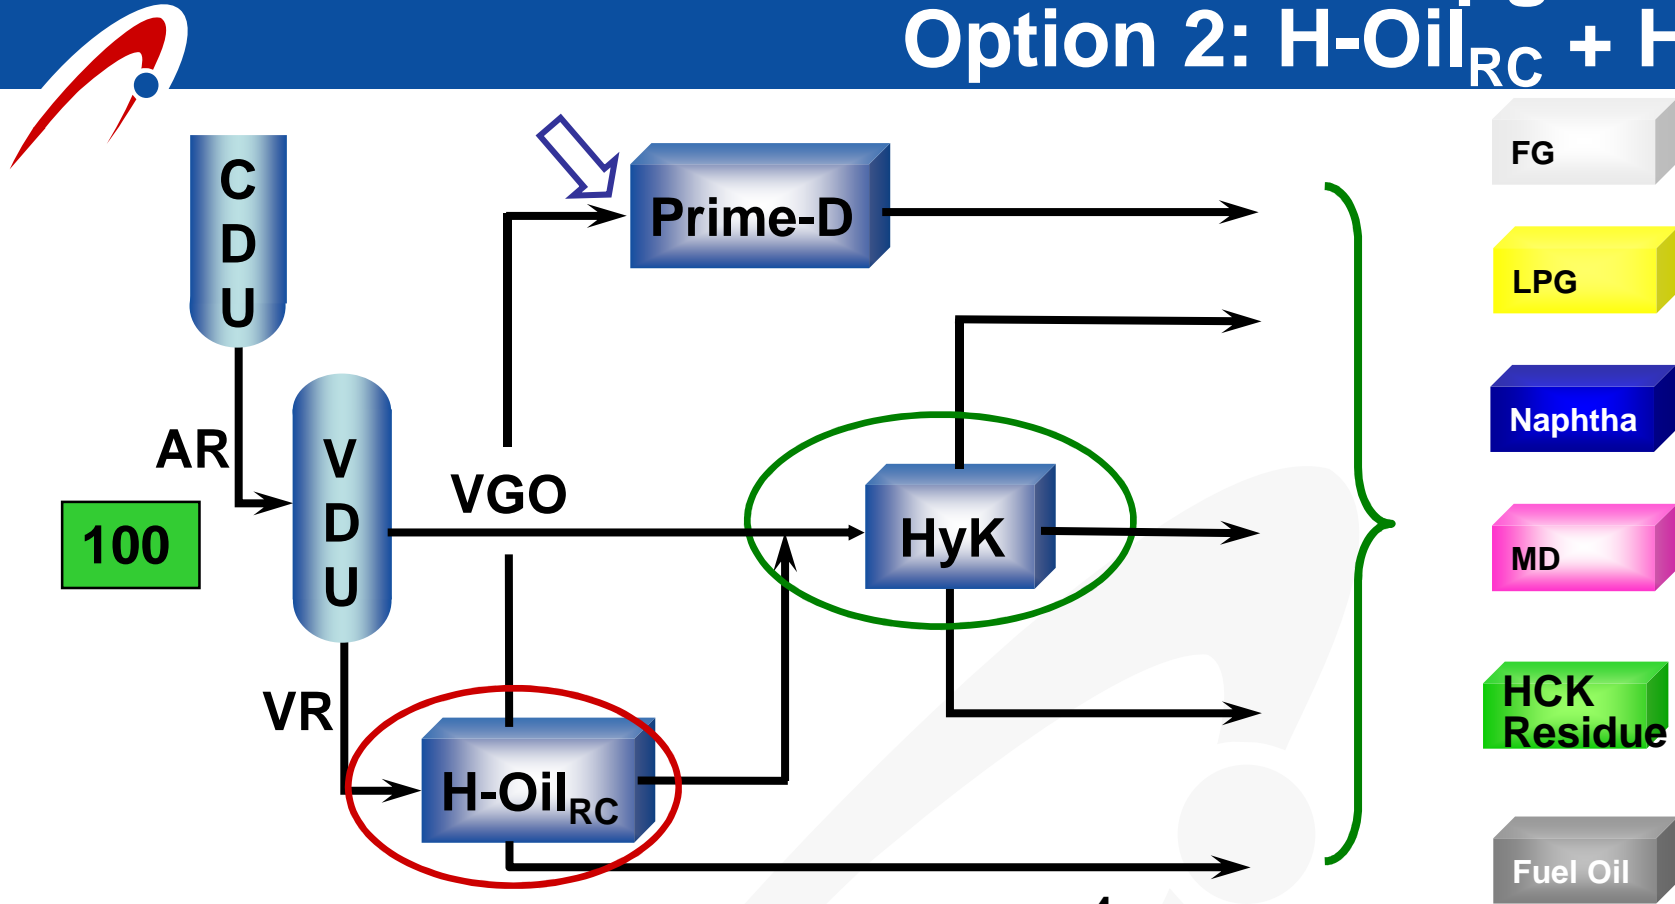 Option 2: H-OilRC + H
C
D
U
Prime-D
FG
LPG
AR
V
D
U
VGO
Naphtha
100
HyK
MD
VR
H-OilRC
HCK
Residue
Fuel Oil